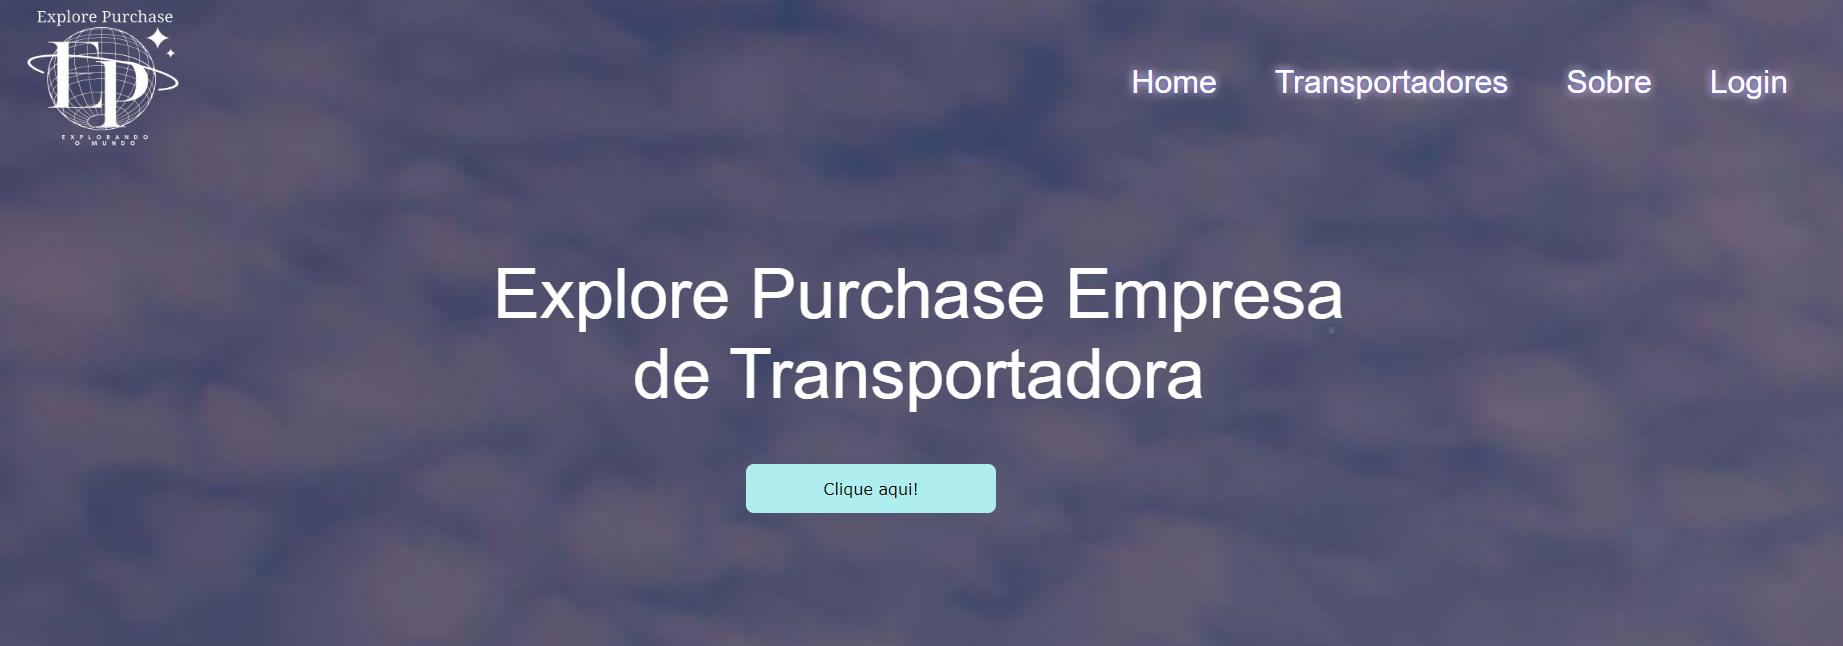 Explore Purchase
EP
EXPLORANDO
O MUNDO
Home
Transportadores
Sobre
Login
Explore Purchase Empresa
de Transportadora
Clique aqui!